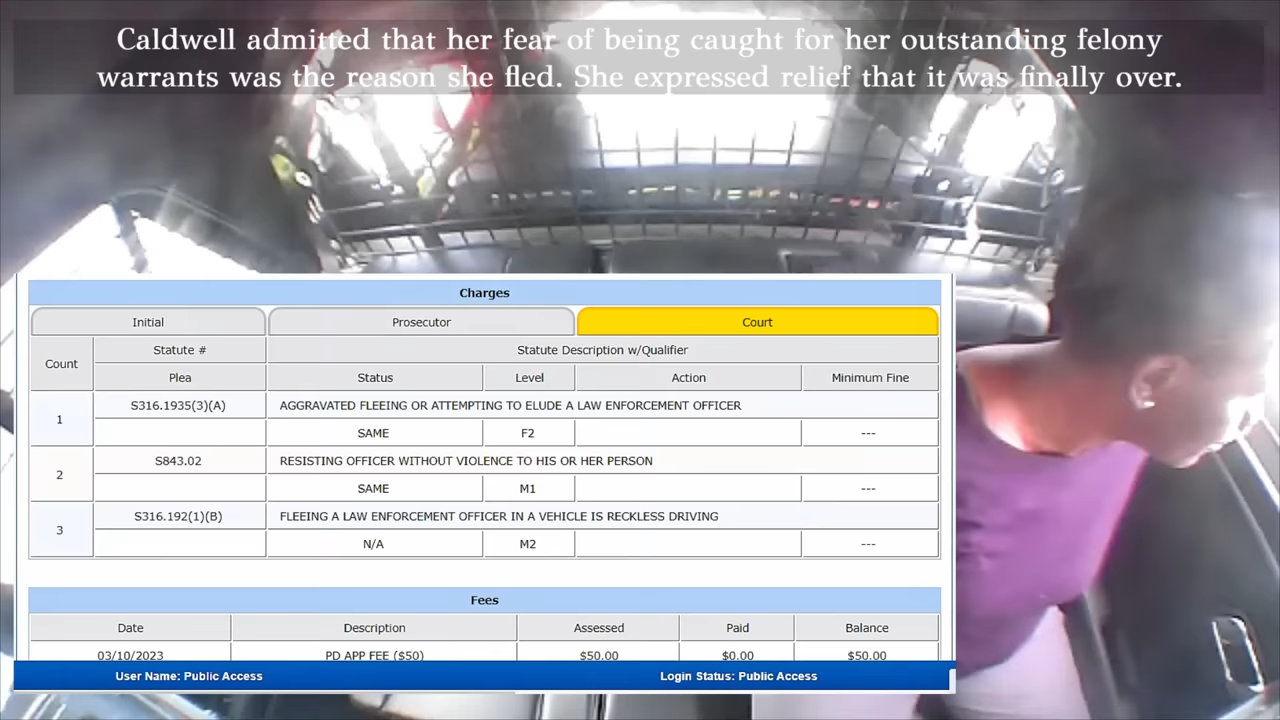 Caldwell admitted that her fear of being caught for her outstanding felony
warrants was the reason she fled. She expressed relief that it was finally over.
Charges
Initial Prosecutor Court
Count Statute # Statute Description w/Qualifier
Plea Status Level Action Minimum Fine
1 S316.1935(3)(A) AGGRAVATED FLEEING OR ATTEMPTING TO ELUDE A LAW ENFORCEMENT OFFICER
SAME F2 ---
2 S843.02 RESISTING OFFICER WITHOUT VIOLENCE TO HIS OR HER PERSON
SAME M1 ---
3 S316.192(1)(B) FLEEING A LAW ENFORCEMENT OFFICER IN A VEHICLE IS RECKLESS DRIVING
N/A M2 ---
Fees
Date Description Assessed Paid Balance
03/10/2023 PD APP FEE ($50) $50.00 $0.00 $50.00
User Name: Public Access Login Status: Public Access